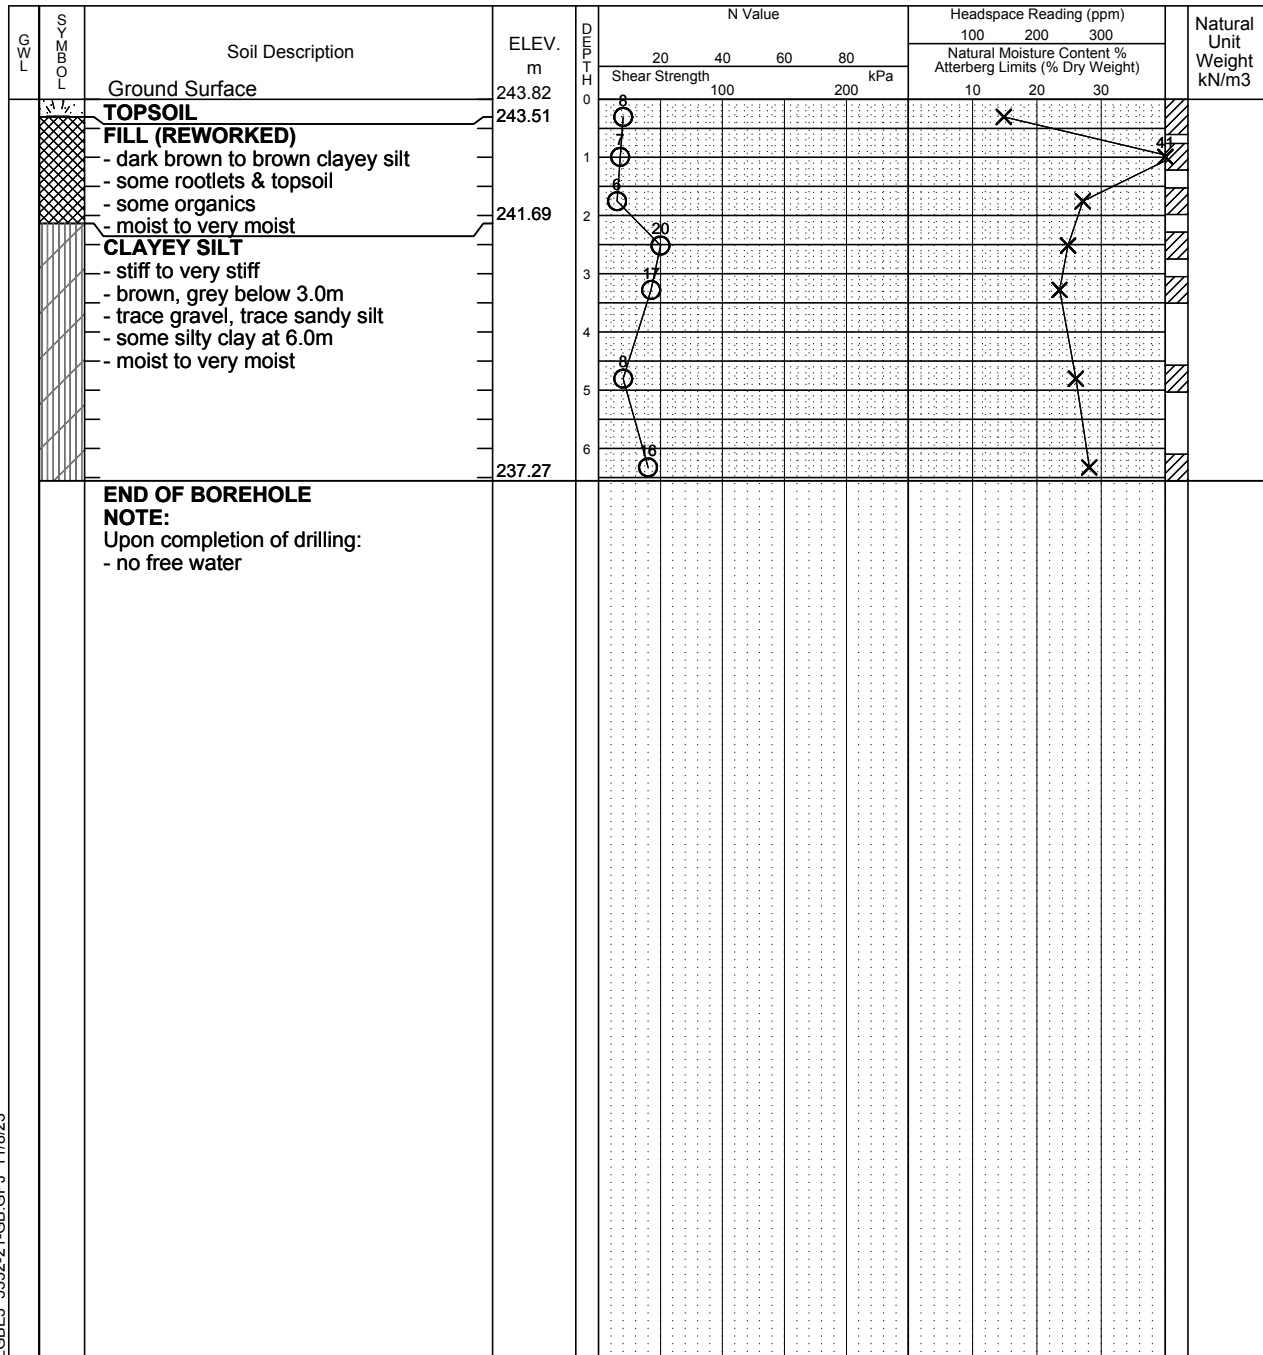 GWL
SYMBOL
Soil Description
Ground Surface
ELEV.
m
DEPTH
N Value
20 40 60 80
Shear Strength kPa
100 200
Headspace Reading (ppm)
100 200 300
Natural Moisture Content %
Atterberg Limits (% Dry Weight)
10 20 30
Natural
Unit
Weight
kN/m3
243.82
0
TOPSOIL
243.51
8
FILL (REWORKED)
7
41
- dark brown to brown clayey silt
1
- some rootlets & topsoil
6
- some organics
241.69
2
- moist to very moist
20
CLAYEY SILT
- stiff to very stiff
3
17
- brown, grey below 3.0m
- trace gravel, trace sandy silt
4
- some silty clay at 6.0m
- moist to very moist
8
5
6
16
237.27
END OF BOREHOLE
NOTE:
Upon completion of drilling:
- no free water